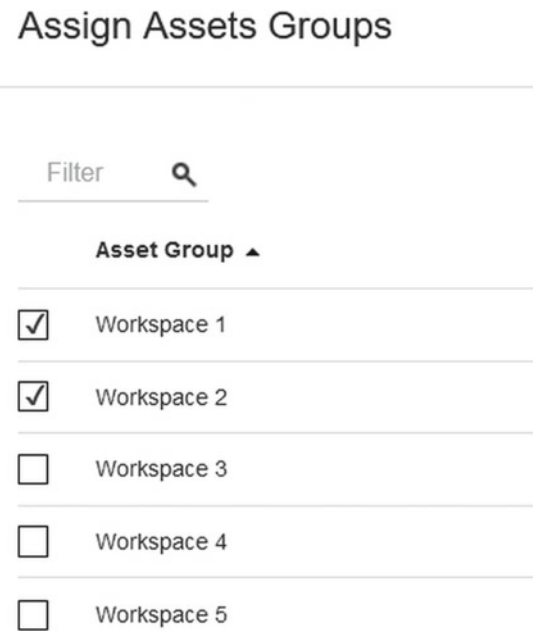 Assign Assets Groups
Filter
Asset Group
Workspace 1
Workspace 2
Workspace 3
Workspace 4
Workspace 5